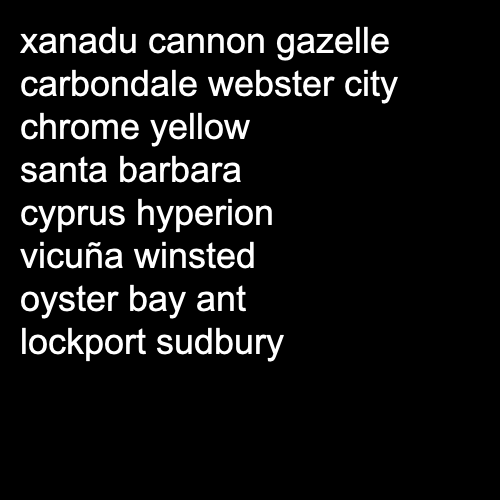 xanadu cannon gazelle
carbondale webster city
chrome yellow
santa barbara
cyprus hyperion
vicuña winsted
oyster bay ant
lockport sudbury